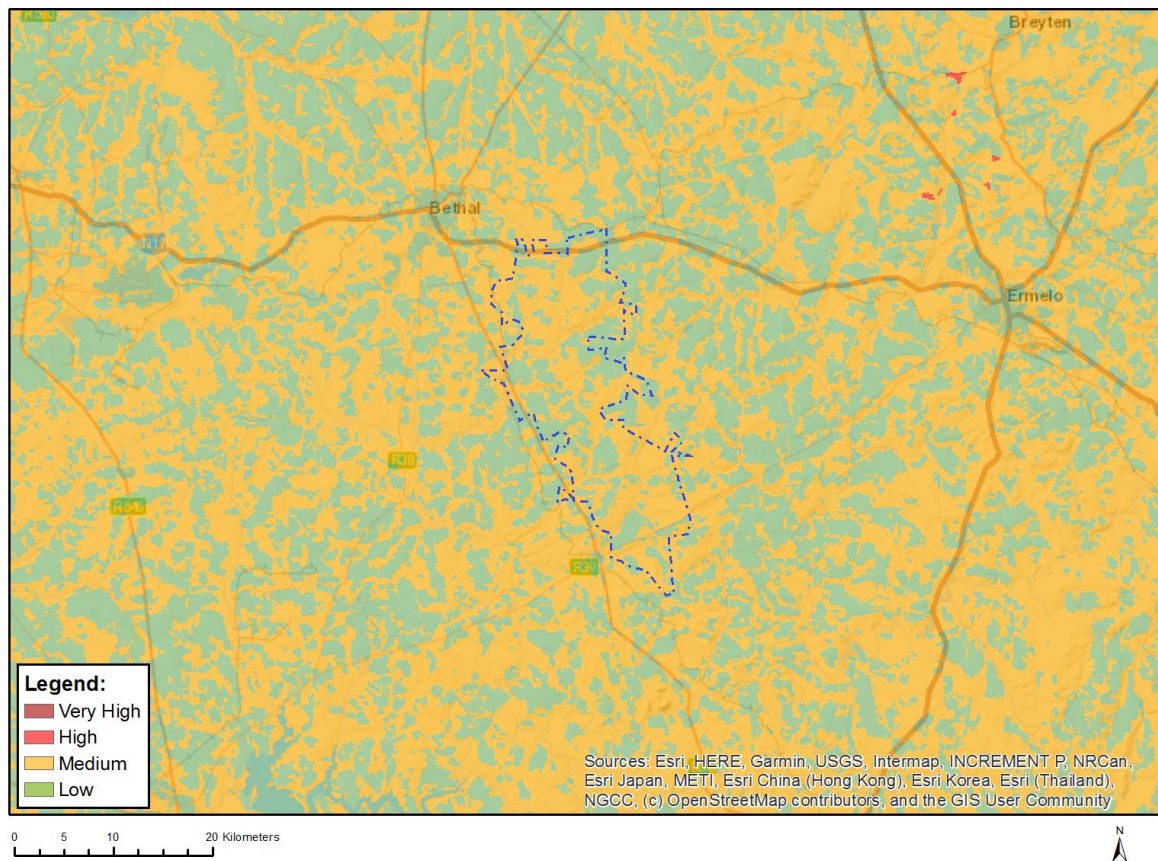 R580
Breyten
Bethal
N17
Ermelo
R38
R546
R39
Legend:
Very High
High
Medium
Low
Sources: Esri, HERE, Garmin, USGS, Intermap, INCREMENT P, NRCan,
Esri Japan, METI, Esri China (Hong Kong), Esri Korea, Esri (Thailand),
NGCC, (c) OpenStreetMap contributors, and the GIS User Community
0 5 10 20 Kilometers
N